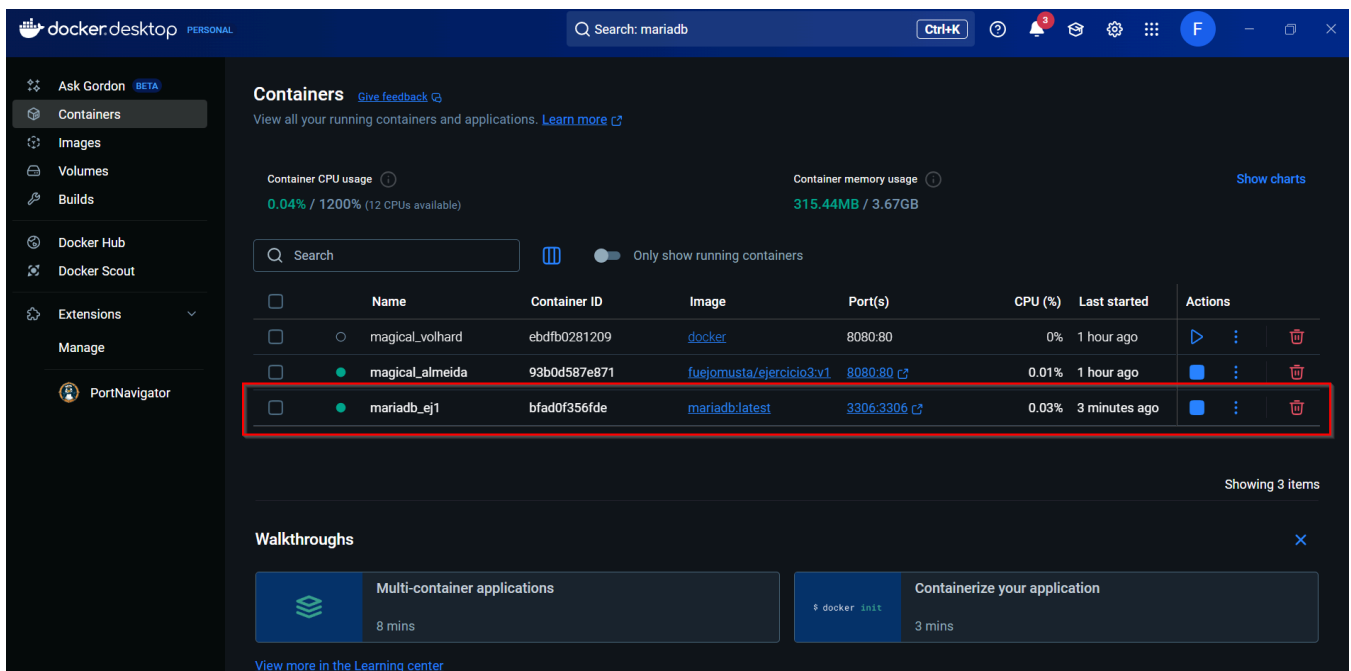 docker.desktop PERSONAL
Search: mariadb
Ctrl+K
3
F
Ask Gordon BETA
Containers
Images
Volumes
Builds
Docker Hub
Docker Scout
Extensions
Manage
PortNavigator
Containers Give feedback
View all your running containers and applications. Learn more
Container CPU usage
0.04% / 1200% (12 CPUs available)
Container memory usage
315.44MB / 3.67GB
Show charts
Search
Only show running containers
Name Container ID Image Port(s) CPU (%) Last started Actions
magical_volhard ebdfb0281209 docker 8080:80 0% 1 hour ago
magical_almeida 93b0d587e871 fuejomusta/ejercicio3:v1 8080:80 0.01% 1 hour ago
mariadb_ej1 bfad0f356fde mariadb:latest 3306:3306 0.03% 3 minutes ago
Showing 3 items
Walkthroughs
Multi-container applications
8 mins
$ docker init
Containerize your application
3 mins
View more in the Learning center